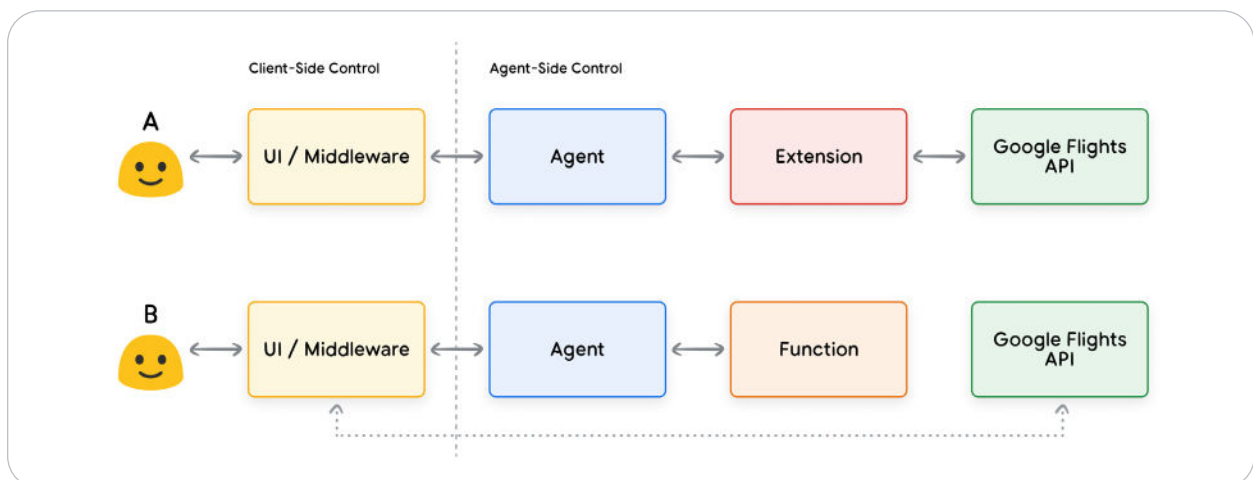 Client-Side Control
Agent-Side Control
A
UI / Middleware
Agent
Extension
Google Flights
API
B
UI / Middleware
Agent
Function
Google Flights
API